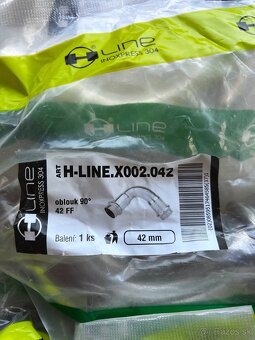 H LINE
INOXPRESS 304
H LINE
INOXPRESS 304
LINE
ART H-LINE.X002.042
oblouk 90°
42 FF
Balení: 1 ks
42 mm